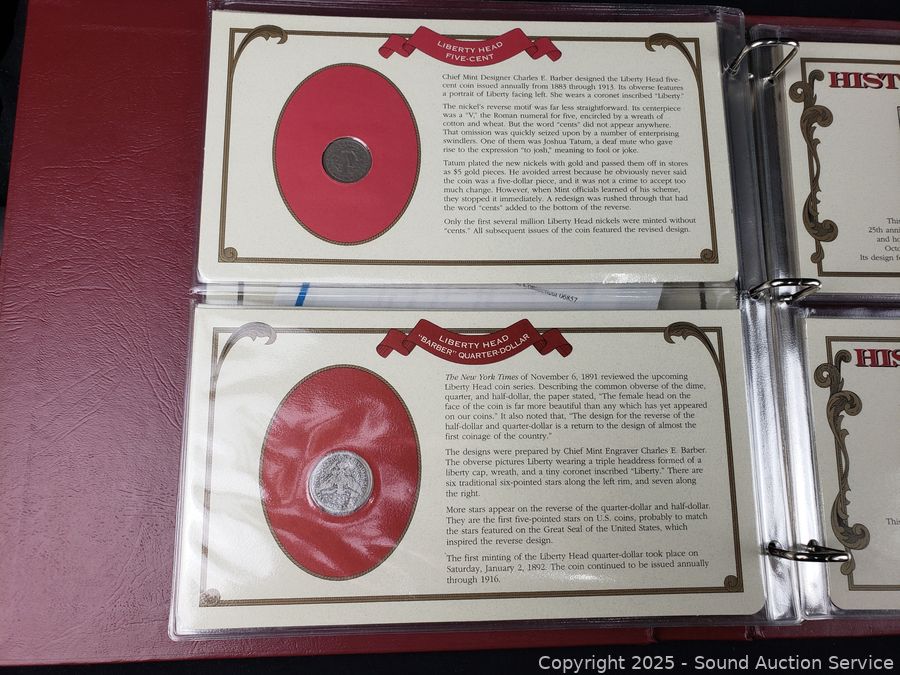 LIBERTY HEAD
FIVE-CENT
Chief Mint Designer Charles E. Barber designed the Liberty Head five-
cent coin issued annually from 1883 through 1913. Its obverse features
a portrait of Liberty facing left. She wears a coronet inscribed "Liberty."
The nickel's reverse motif was far less straightforward. Its centerpiece
was a "V," the Roman numeral for five, encircled by a wreath of
cotton and wheat. But the word "cents" did not appear anywhere.
That omission was quickly seized upon by a number of enterprising
swindlers. One of them was Joshua Tatum, a deaf mute who gave
rise to the expression "to josh," meaning to fool or joke.
Tatum plated the new nickels with gold and passed them off in stores
as $5 gold pieces. He avoided arrest because he obviously never said
the coin was a five-dollar piece, and it was not a crime to accept too
much change. However, when Mint officials learned of his scheme,
they stopped it immediately. A redesign was rushed through that had
the word "cents" added to the bottom of the reverse.
Only the first several million Liberty Head nickels were minted without
"cents." All subsequent issues of the coin featured the revised design.
HIST
This
25th anni
and ho
Octo
Its design f
06857
LIBERTY HEAD
"BARBER" QUARTER-DOLLAR
The New York Times of November 6, 1891 reviewed the upcoming
Liberty Head coin series. Describing the common obverse of the dime,
quarter, and half-dollar, the paper stated, "The female head on the
face of the coin is far more beautiful than any which has yet appeared
on our coins." It also noted that, "The design for the reverse of the
half-dollar and quarter-dollar is a return to the design of almost the
first coinage of the country."
The designs were prepared by Chief Mint Engraver Charles E. Barber.
The obverse pictures Liberty wearing a triple headdress formed of a
liberty cap, wreath, and a tiny coronet inscribed "Liberty." There are
six traditional six-pointed stars along the left rim, and seven along
the right.
More stars appear on the reverse of the quarter-dollar and half-dollar.
They are the first five-pointed stars on U.S. coins, probably to match
the stars featured on the Great Seal of the United States, which
inspired the reverse design.
The first minting of the Liberty Head quarter-dollar took place on
Saturday, January 2, 1892. The coin continued to be issued annually
through 1916.
HIS
This
Copyright 2025 - Sound Auction Service